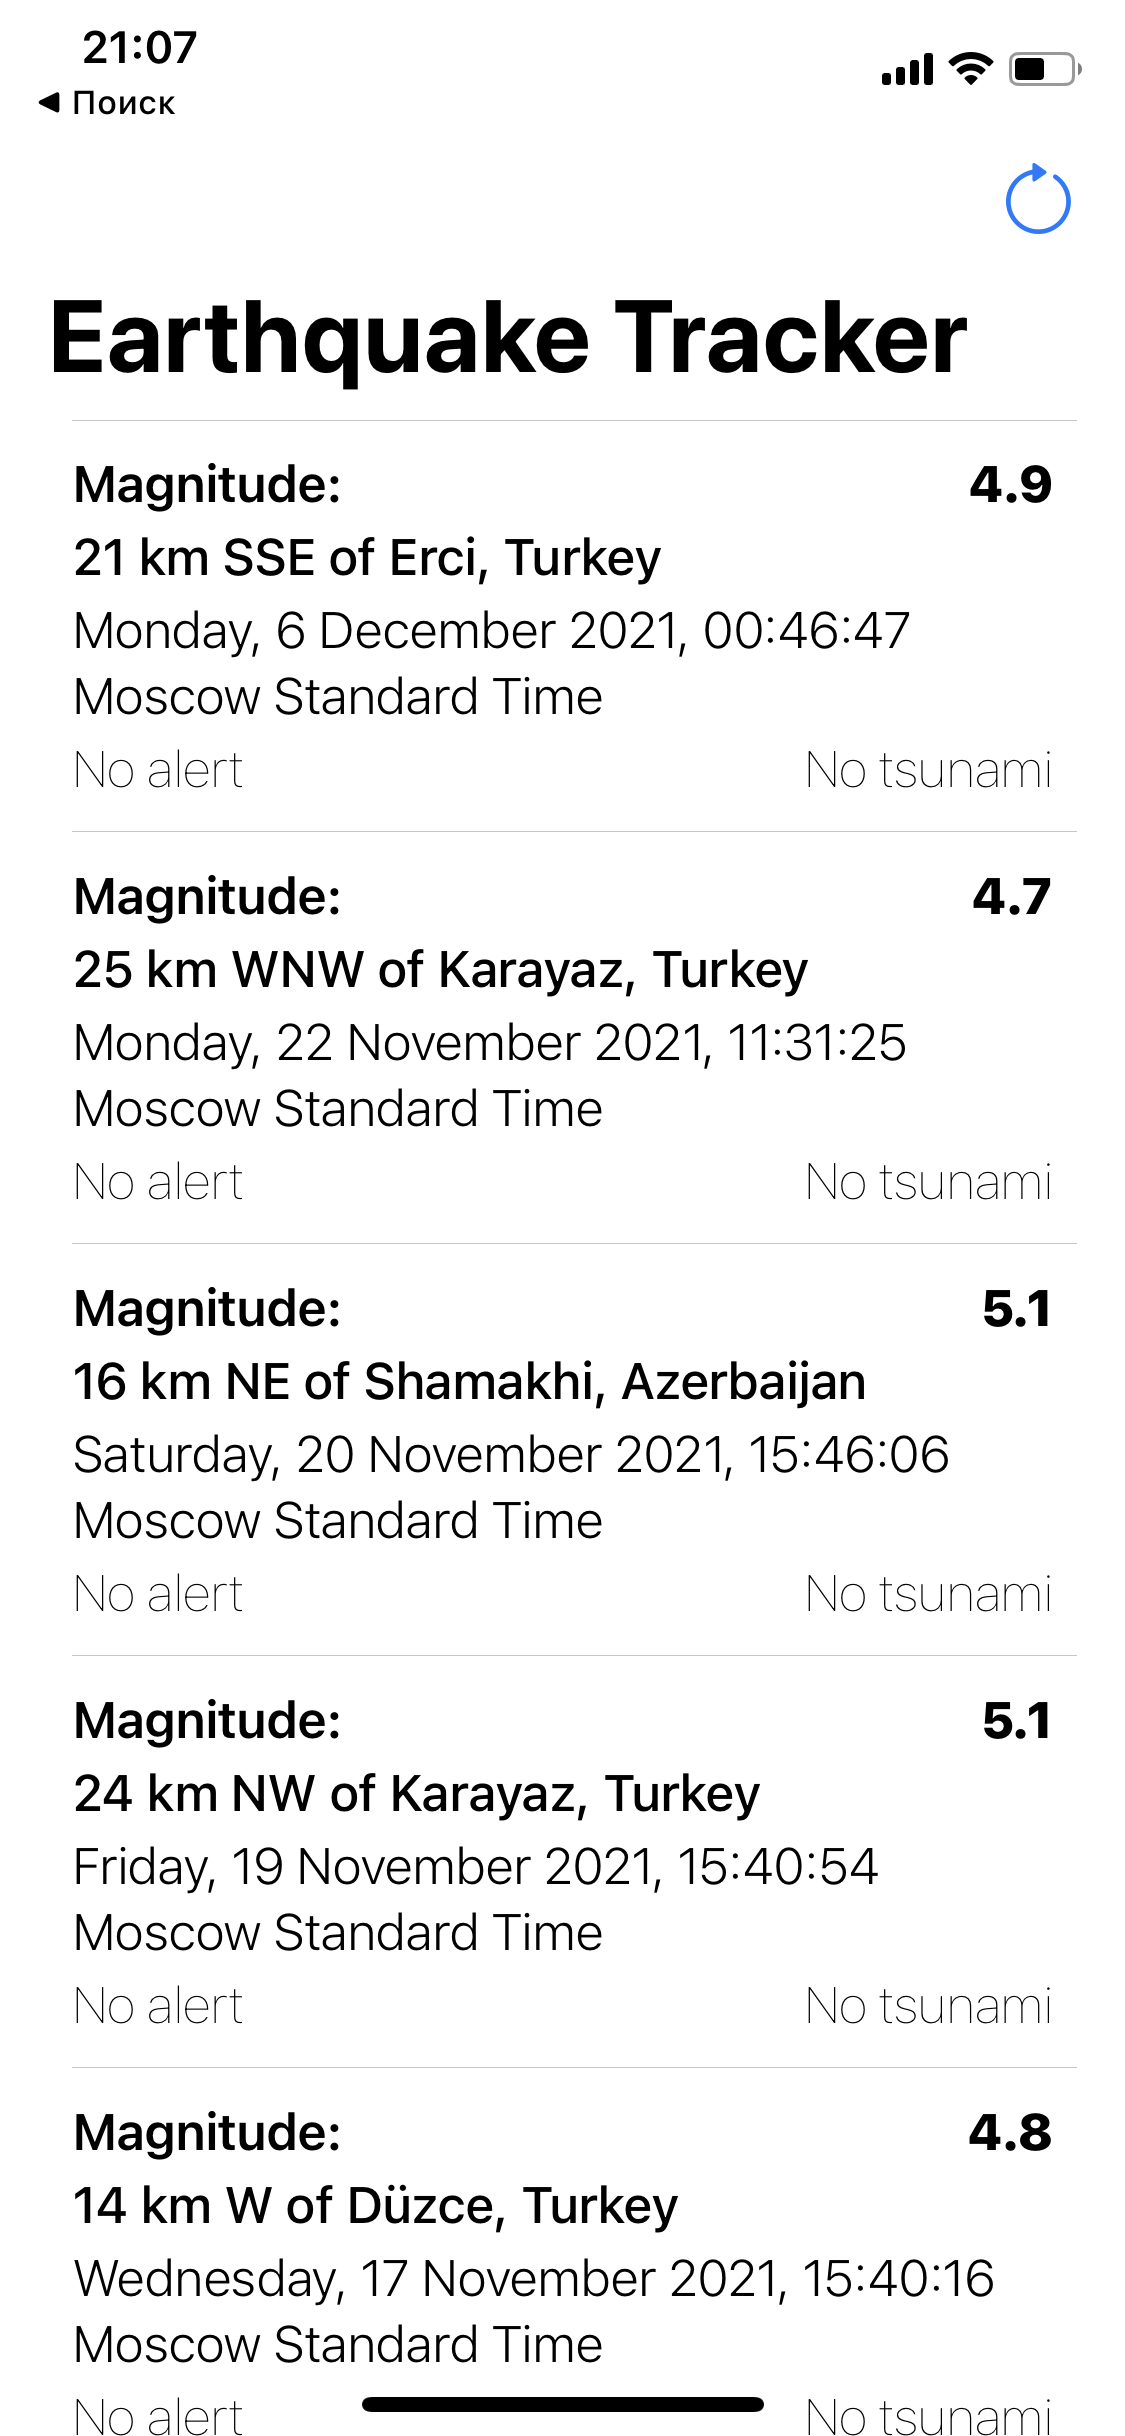 21:07
◀ Поиск
Earthquake Tracker
Magnitude: 4.9
21 km SSE of Erci, Turkey
Monday, 6 December 2021, 00:46:47
Moscow Standard Time
No alert No tsunami
Magnitude: 4.7
25 km WNW of Karayaz, Turkey
Monday, 22 November 2021, 11:31:25
Moscow Standard Time
No alert No tsunami
Magnitude: 5.1
16 km NE of Shamakhi, Azerbaijan
Saturday, 20 November 2021, 15:46:06
Moscow Standard Time
No alert No tsunami
Magnitude: 5.1
24 km NW of Karayaz, Turkey
Friday, 19 November 2021, 15:40:54
Moscow Standard Time
No alert No tsunami
Magnitude: 4.8
14 km W of Düzce, Turkey
Wednesday, 17 November 2021, 15:40:16
Moscow Standard Time
No alert No tsunami